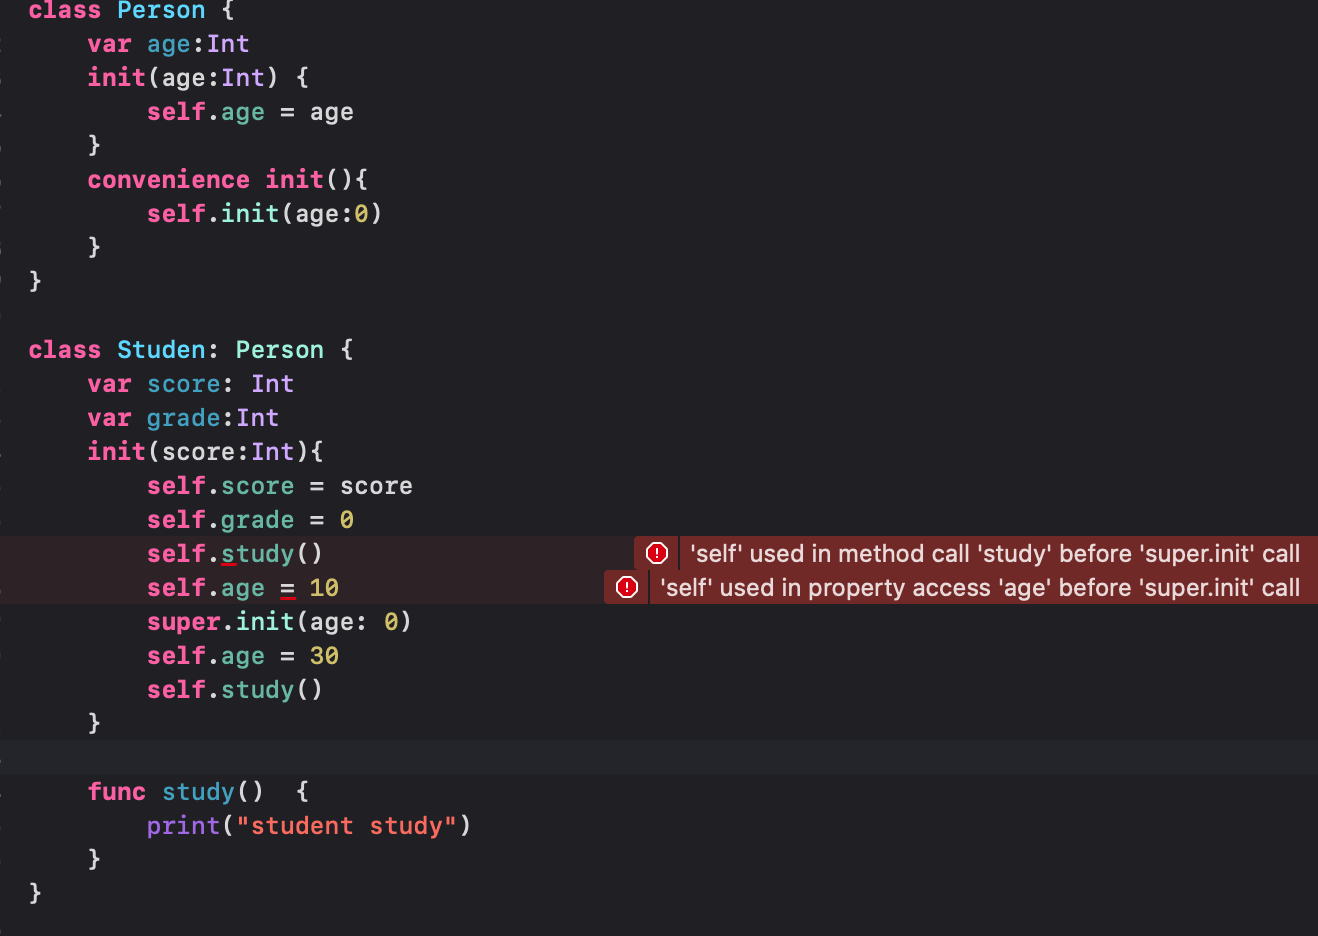 class Person {
    var age:Int
    init(age:Int) {
        self.age = age
    }
    convenience init(){
        self.init(age:0)
    }
}
class Studen: Person {
    var score: Int
    var grade:Int
    init(score:Int){
        self.score = score
        self.grade = 0
        self.study() 'self' used in method call 'study' before 'super.init' call
        self.age = 10 'self' used in property access 'age' before 'super.init' call
        super.init(age: 0)
        self.age = 30
        self.study()
    }
    func study()  {
        print("student study")
    }
}